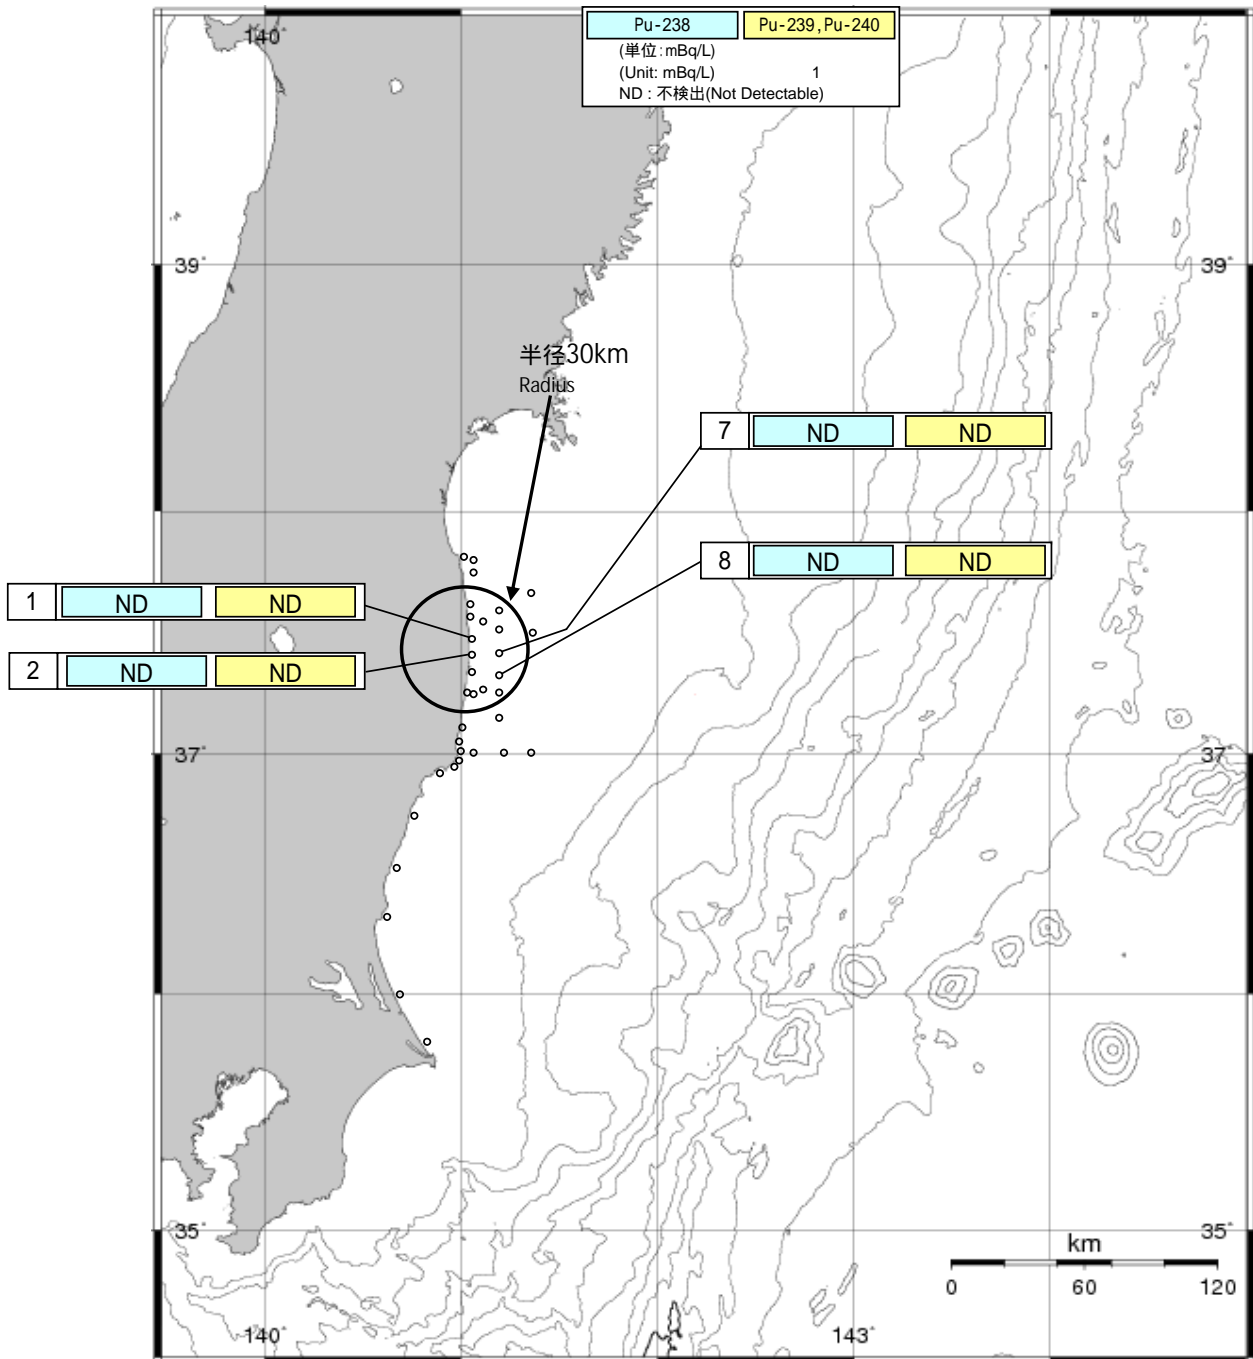 140°
Pu-238 Pu-239,Pu-240
(単位:mBq/L)
(Unit: mBq/L) 1
ND : 不検出(Not Detectable)
39° 39°
半径30km
Radius
7 ND ND
8 ND ND
1 ND ND
2 ND ND
37° 37°
35° 35°
km
0 60 120
140° 143°